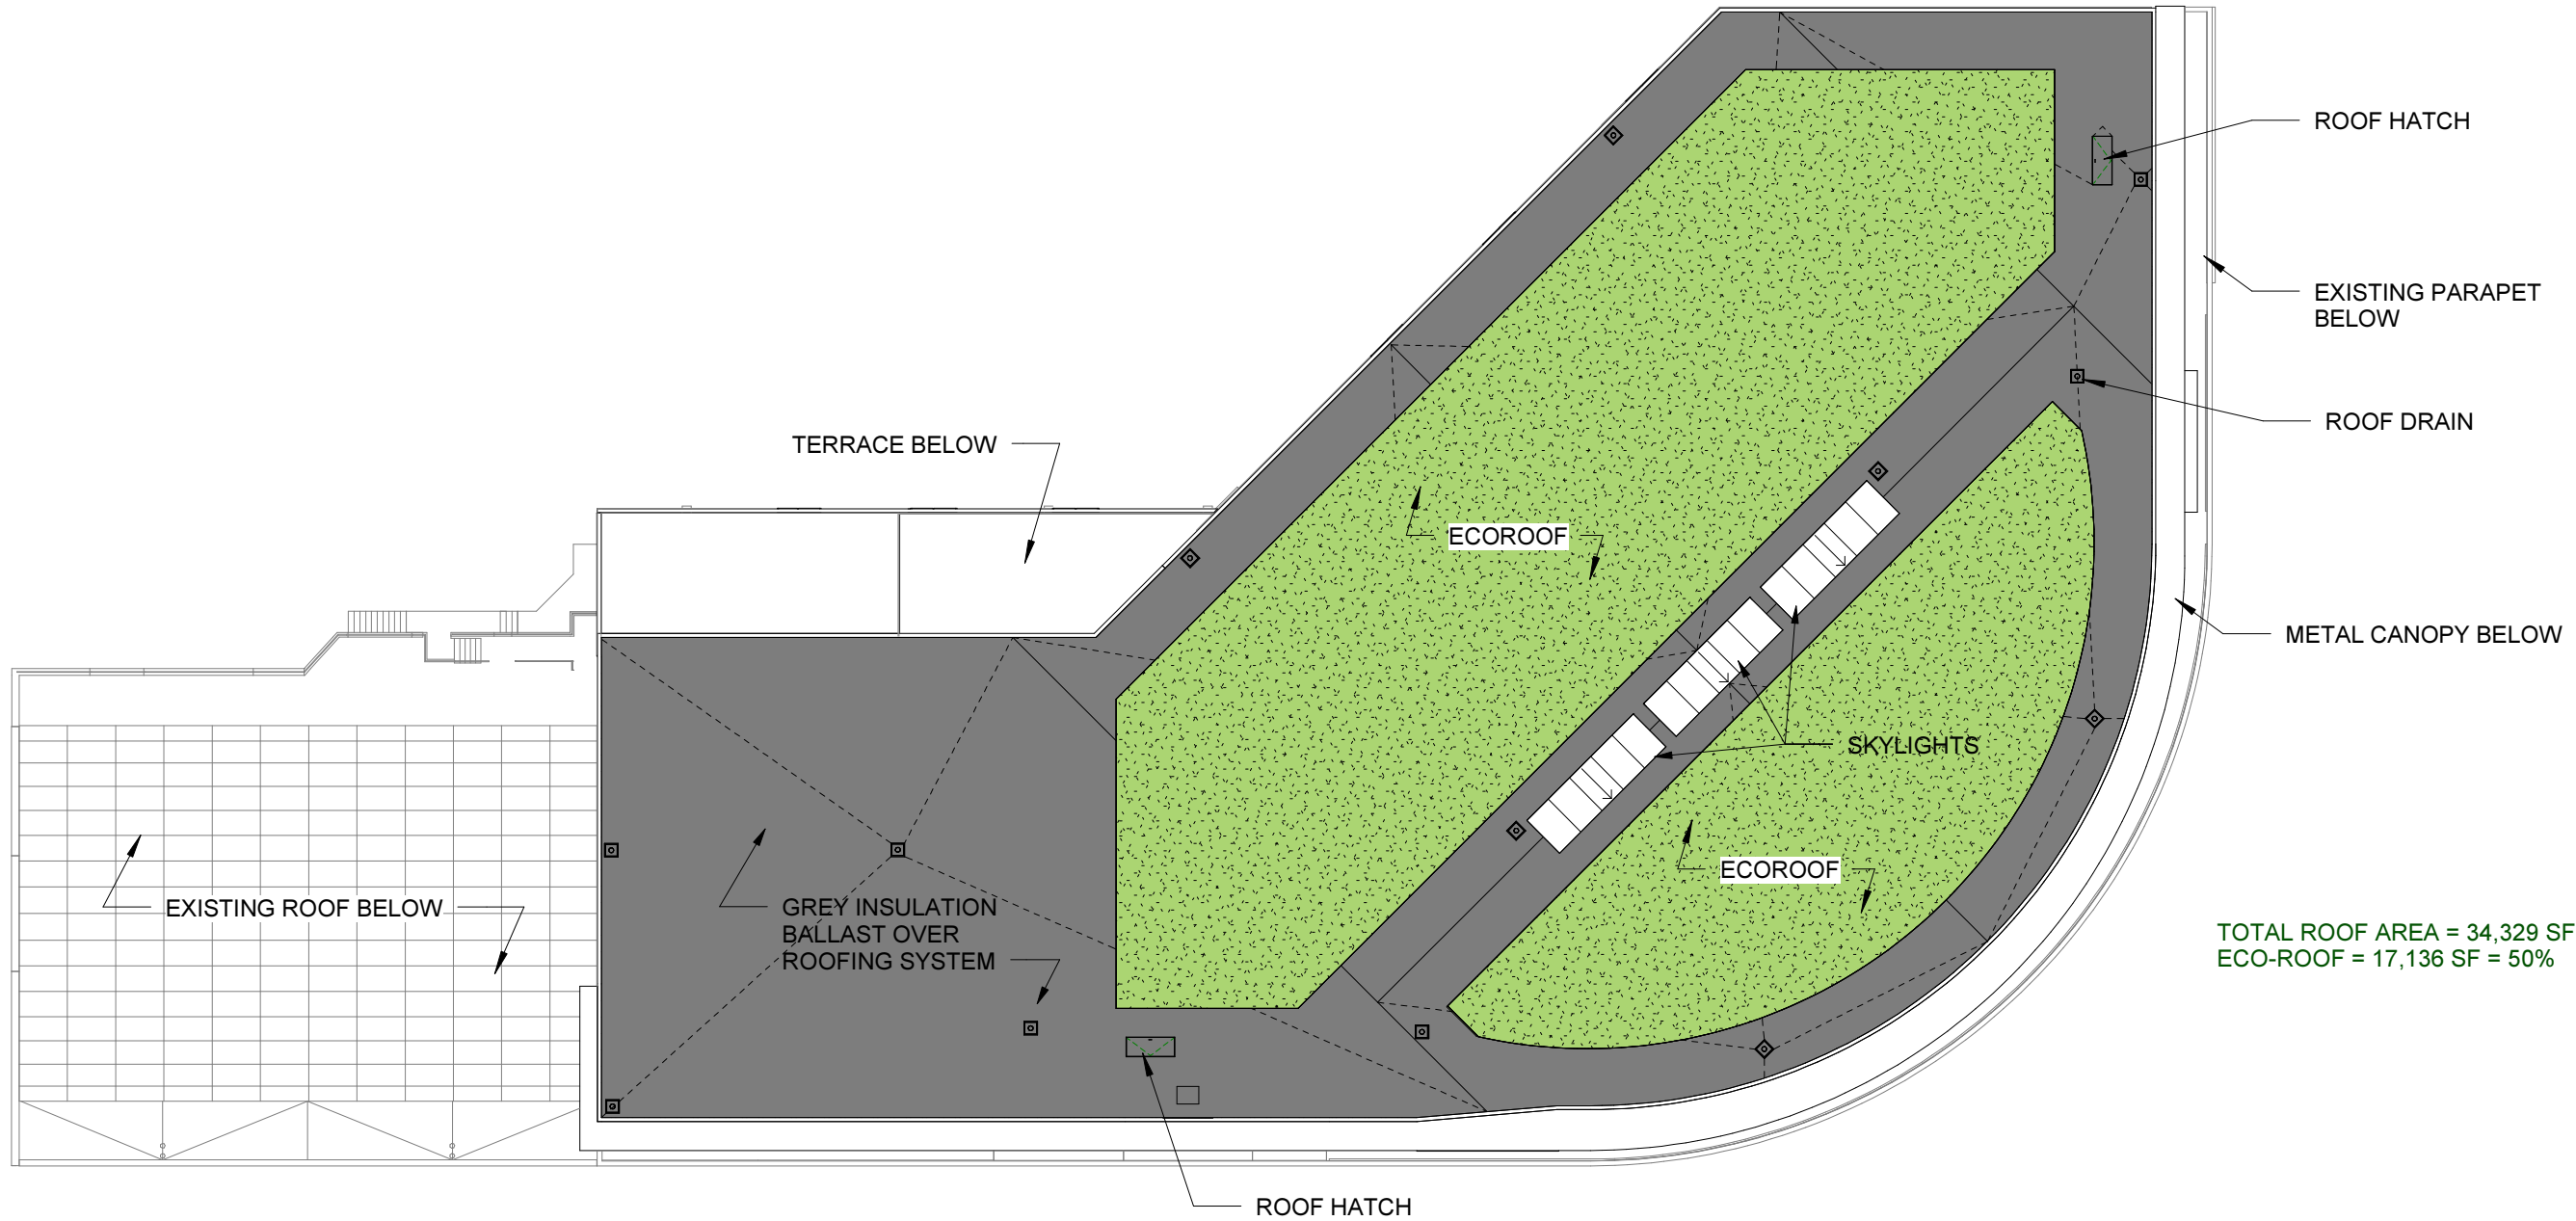 ROOF HATCH
EXISTING PARAPET
BELOW
ROOF DRAIN
TERRACE BELOW
ECOROOF
METAL CANOPY BELOW
SKYLIGHTS
ECOROOF
EXISTING ROOF BELOW
GREY INSULATION
BALLAST OVER
ROOFING SYSTEM
TOTAL ROOF AREA = 34,329 SF
ECO-ROOF = 17,136 SF = 50%
ROOF HATCH